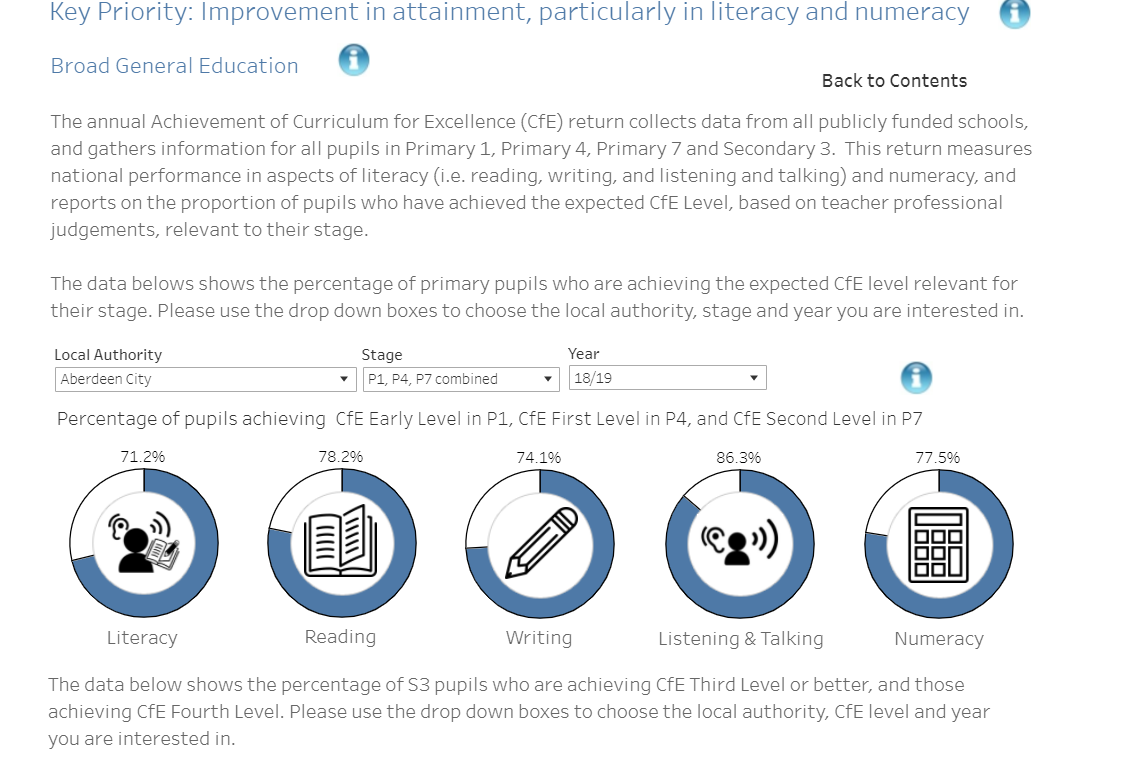 Key Priority: Improvement in attainment, particularly in literacy and numeracy
Broad General Education
Back to Contents
The annual Achievement of Curriculum for Excellence (CfE) return collects data from all publicly funded schools,
and gathers information for all pupils in Primary 1, Primary 4, Primary 7 and Secondary 3. This return measures
national performance in aspects of literacy (i.e. reading, writing, and listening and talking) and numeracy, and
reports on the proportion of pupils who have achieved the expected CfE Level, based on teacher professional
judgements, relevant to their stage.
The data belows shows the percentage of primary pupils who are achieving the expected CfE level relevant for
their stage. Please use the drop down boxes to choose the local authority, stage and year you are interested in.
Local Authority Stage Year
Aberdeen City P1, P4, P7 combined 18/19
Percentage of pupils achieving CfE Early Level in P1, CfE First Level in P4, and CfE Second Level in P7
71.2% 78.2% 74.1% 86.3% 77.5%
Literacy Reading Writing Listening & Talking Numeracy
The data below shows the percentage of S3 pupils who are achieving CfE Third Level or better, and those
achieving CfE Fourth Level. Please use the drop down boxes to choose the local authority, CfE level and year
you are interested in.